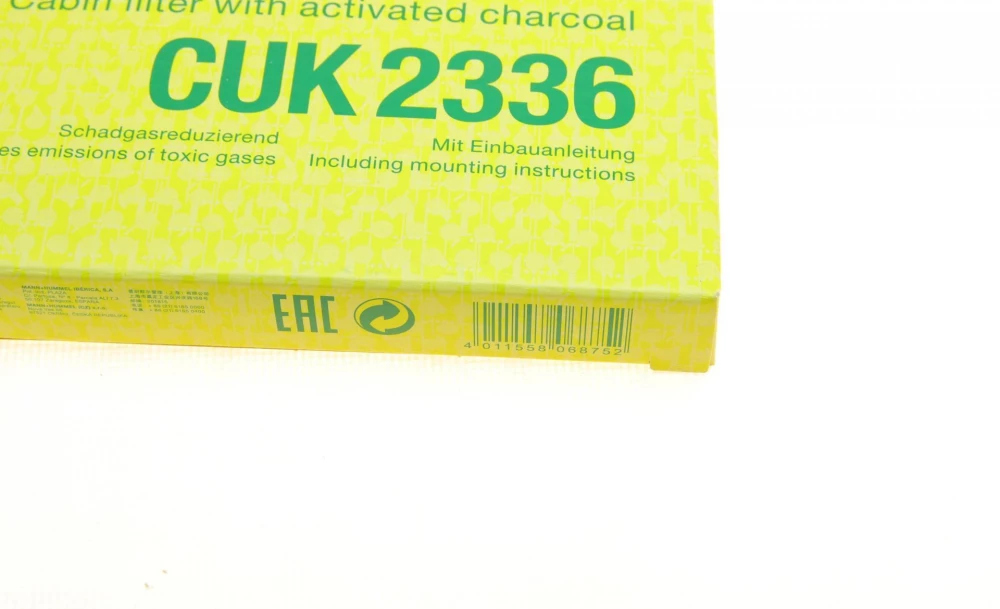 Cabin filter with activated charcoal
CUK 2336
Schadgasreduzierend
es emissions of toxic gases
Mit Einbauanleitung
Including mounting instructions
EAC
4 011558 068752